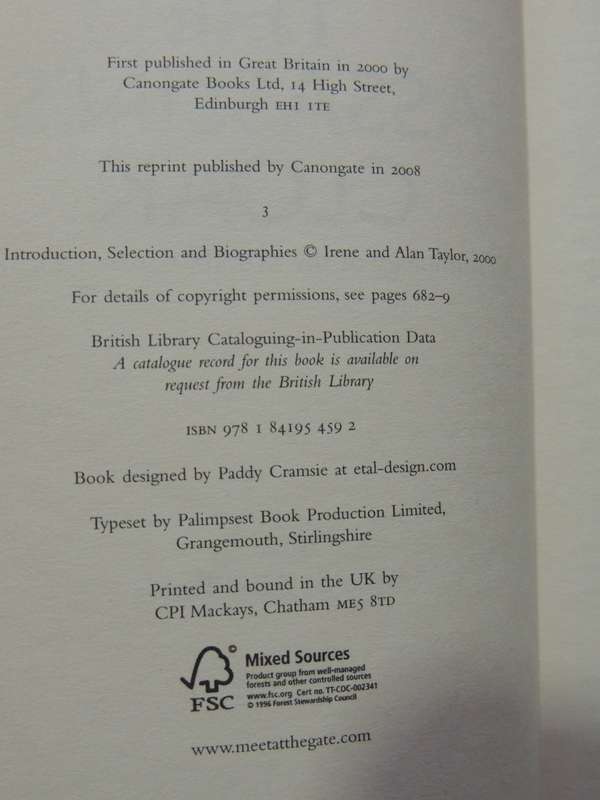 First published in Great Britain in 2000 by
Canongate Books Ltd, 14 High Street,
Edinburgh EH1 1TE
This reprint published by Canongate in 2008
3
Introduction, Selection and Biographies © Irene and Alan Taylor, 2000
For details of copyright permissions, see pages 682–9
British Library Cataloguing-in-Publication Data
A catalogue record for this book is available on
request from the British Library
ISBN 978 1 84195 459 2
Book designed by Paddy Cramsie at etal-design.com
Typeset by Palimpsest Book Production Limited,
Grangemouth, Stirlingshire
Printed and bound in the UK by
CPI Mackays, Chatham ME5 8TD
©
FSC
Mixed Sources
Product group from well-managed
forests and other controlled sources
www.fsc.org Cert no. TT-COC-002341
© 1996 Forest Stewardship Council
www.meetatthegate.com